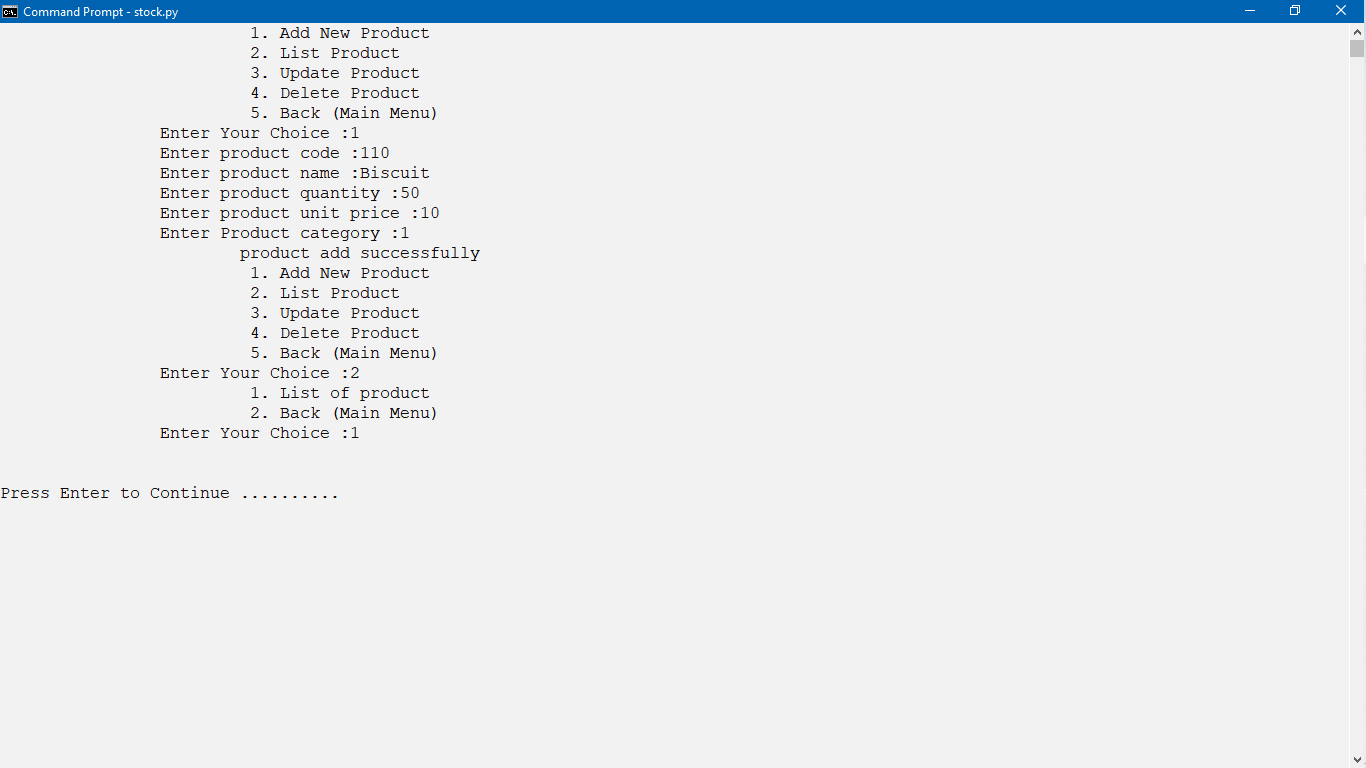 Command Prompt - stock.py
1. Add New Product
2. List Product
3. Update Product
4. Delete Product
5. Back (Main Menu)
Enter Your Choice :1
Enter product code :110
Enter product name :Biscuit
Enter product quantity :50
Enter product unit price :10
Enter Product category :1
product add successfully
1. Add New Product
2. List Product
3. Update Product
4. Delete Product
5. Back (Main Menu)
Enter Your Choice :2
1. List of product
2. Back (Main Menu)
Enter Your Choice :1
Press Enter to Continue ..........